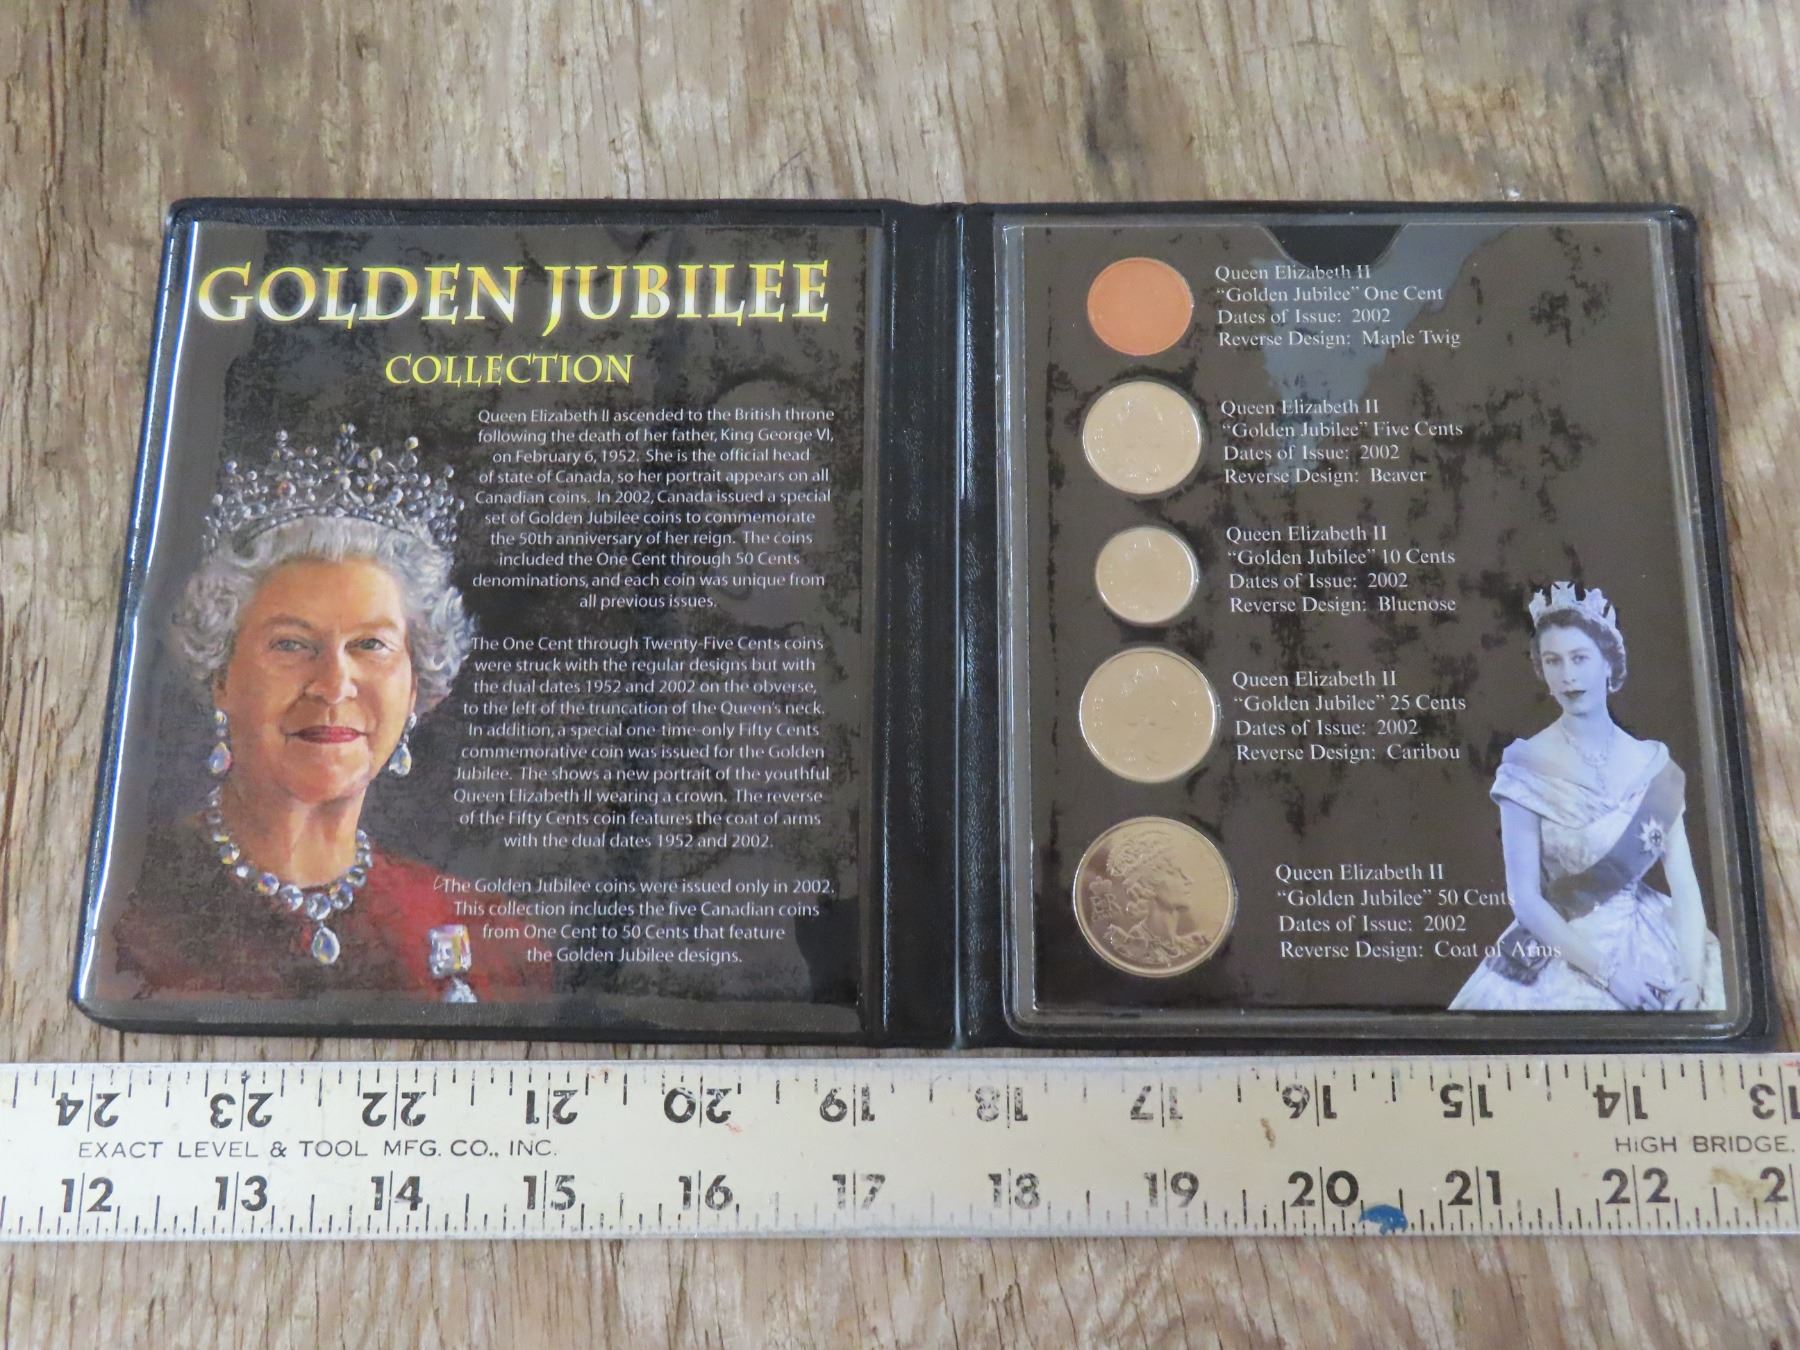 GOLDEN JUBILEE
COLLECTION
Queen Elizabeth II ascended to the British throne
following the death of her father, King George VI,
on February 6, 1952. She is the official head
of state of Canada, so her portrait appears on all
Canadian coins. In 2002, Canada issued a special
set of Golden Jubilee coins to commemorate
the 50th anniversary of her reign. The coins
included the One Cent through 50 Cents
denominations, and each coin was unique from
all previous issues.
The One Cent through Twenty-Five Cents coins
were struck with the regular designs but with
the dual dates 1952 and 2002 on the obverse,
to the left of the truncation of the Queen's neck.
In addition, a special one-time-only Fifty Cents
commemorative coin was issued for the Golden
Jubilee. The shows a new portrait of the youthful
Queen Elizabeth II wearing a crown. The reverse
of the Fifty Cents coin features the coat of arms
with the dual dates 1952 and 2002.
The Golden Jubilee coins were issued only in 2002.
This collection includes the five Canadian coins
from One Cent to 50 Cents that feature
the Golden Jubilee designs.
Queen Elizabeth II
"Golden Jubilee" One Cent
Dates of Issue: 2002
Reverse Design: Maple Twig
Queen Elizabeth II
"Golden Jubilee" Five Cents
Dates of Issue: 2002
Reverse Design: Beaver
Queen Elizabeth II
"Golden Jubilee" 10 Cents
Dates of Issue: 2002
Reverse Design: Bluenose
Queen Elizabeth II
"Golden Jubilee" 25 Cents
Dates of Issue: 2002
Reverse Design: Caribou
Queen Elizabeth II
"Golden Jubilee" 50 Cents
Dates of Issue: 2002
Reverse Design: Coat of Arms
24 23 22 21 20 19 18 17 16 15 14 13
EXACT LEVEL & TOOL MFG. CO., INC. HIGH BRIDGE.
12 13 14 15 16 17 18 19 20 21 22 2